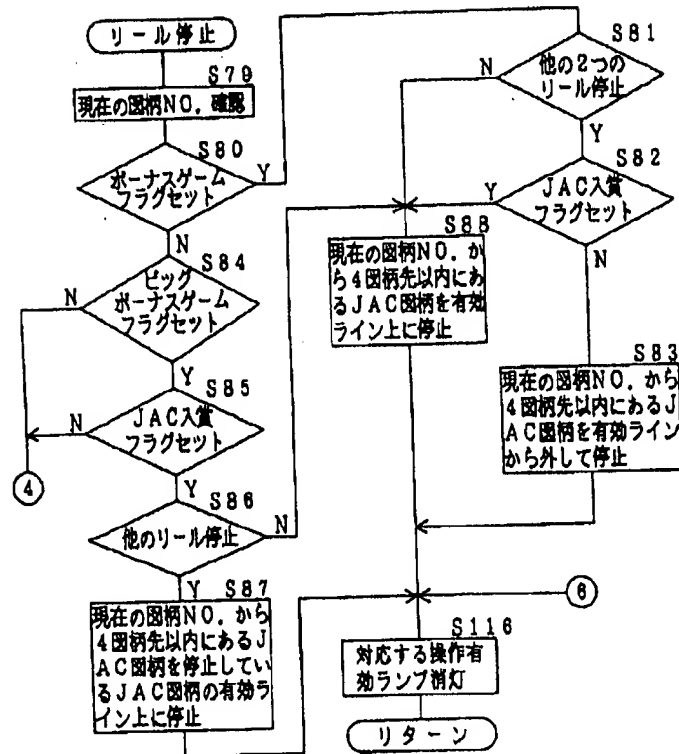 リール停止
S79
現在の図柄NO.確認
S80
ボーナスゲーム
フラグセット
Y
N
S84
ビッグ
ボーナスゲーム
フラグセット
N
Y
S85
JAC入賞
フラグセット
N
Y
④
S86
他のリール停止
N
Y
S87
現在の図柄NO.から
4図柄先以内にあるJ
AC図柄を停止してい
るJAC図柄の有効ラ
イン上に停止
S81
他の2つの
リール停止
N
Y
S82
JAC入賞
フラグセット
Y
N
S88
現在の図柄NO.か
ら4図柄先以内にあ
るJAC図柄を有効
ライン上に停止
S83
現在の図柄NO.から
4図柄先以内にあるJ
AC図柄を有効ライン
から外して停止
⑥
S116
対応する操作有
効ランプ消灯
リターン